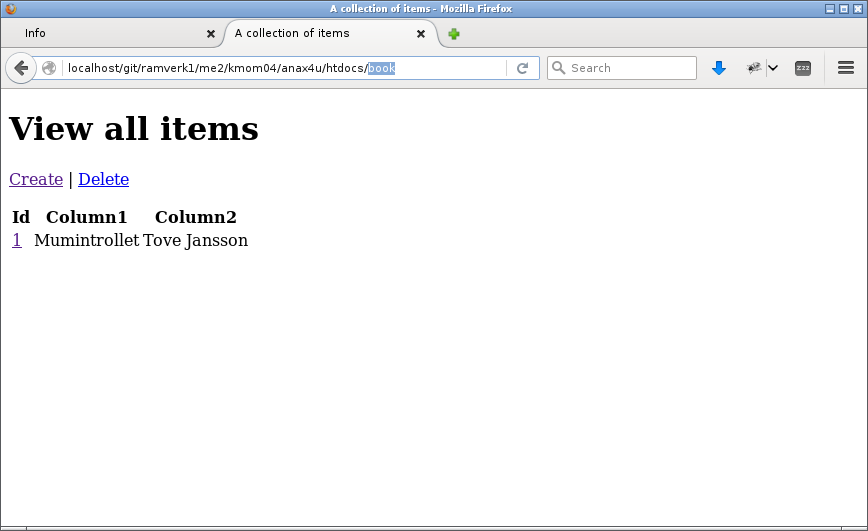 A collection of items - Mozilla Firefox
Info A collection of items
localhost/git/ramverk1/me2/kmom04/anax4u/htdocs/book Search zzz
View all items
Create | Delete
Id Column1 Column2
1 Mumintrollet Tove Jansson